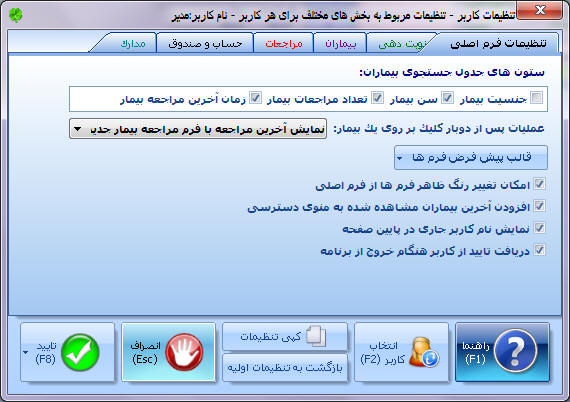 تنظیمات کاربر - تنظیمات مربوط به بخش های مختلف برای هر کاربر - نام کاربر:مدیر
تنظیمات فرم اصلی
نوبت دهی
بیماران
مراجعات
حساب و صندوق
مدارك
ستون های جدول جستجوی بیماران:
جنسیت بیمار
سن بیمار
تعداد مراجعات بیمار
زمان آخرین مراجعه بیمار
عملیات پس از دوبار کلیك بر روی یك بیمار:
نمایش آخرین مراجعه با فرم مراجعه بیمار جدی
قالب پیش فرض فرم ها
امکان تغییر رنگ ظاهر فرم ها از فرم اصلی
افزودن آخرین بیماران مشاهده شده به منوی دسترسی
نمایش نام کاربر جاری در پایین صفحه
دریافت تایید از کاربر هنگام خروج از برنامه
راهنما
(F1)
انتخاب
کاربر (F2)
کپی تنظیمات
بازگشت به تنظیمات اولیه
انصراف
(Esc)
تایید
(F8)